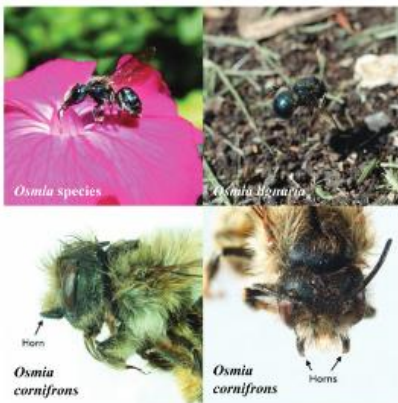 Osmia species
Osmia lignaria
Horn
Osmia
cornifrons
Horns
Osmia
cornifrons